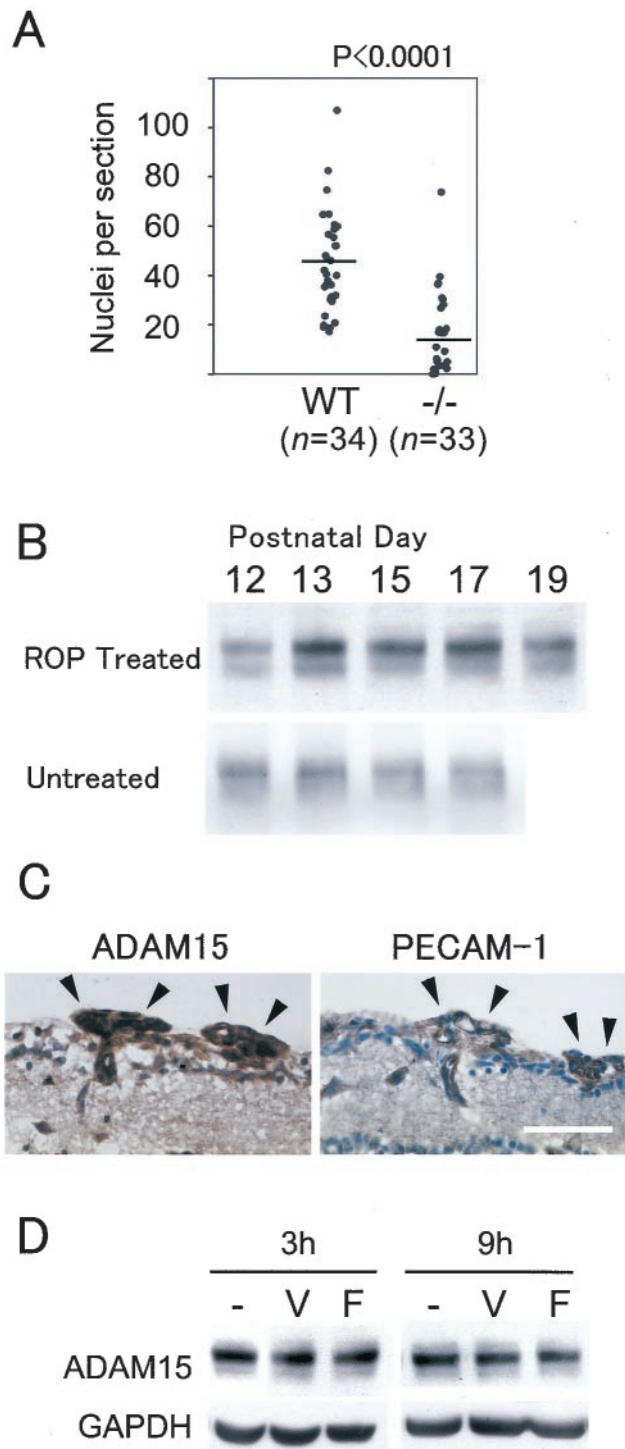 A
P<0.0001
Nuclei per section
100
80
60
40
20
WT -/-
(n=34) (n=33)
B
Postnatal Day
12 13 15 17 19
ROP Treated
Untreated
C
ADAM15 PECAM-1
D
3h 9h
- V F - V F
ADAM15
GAPDH